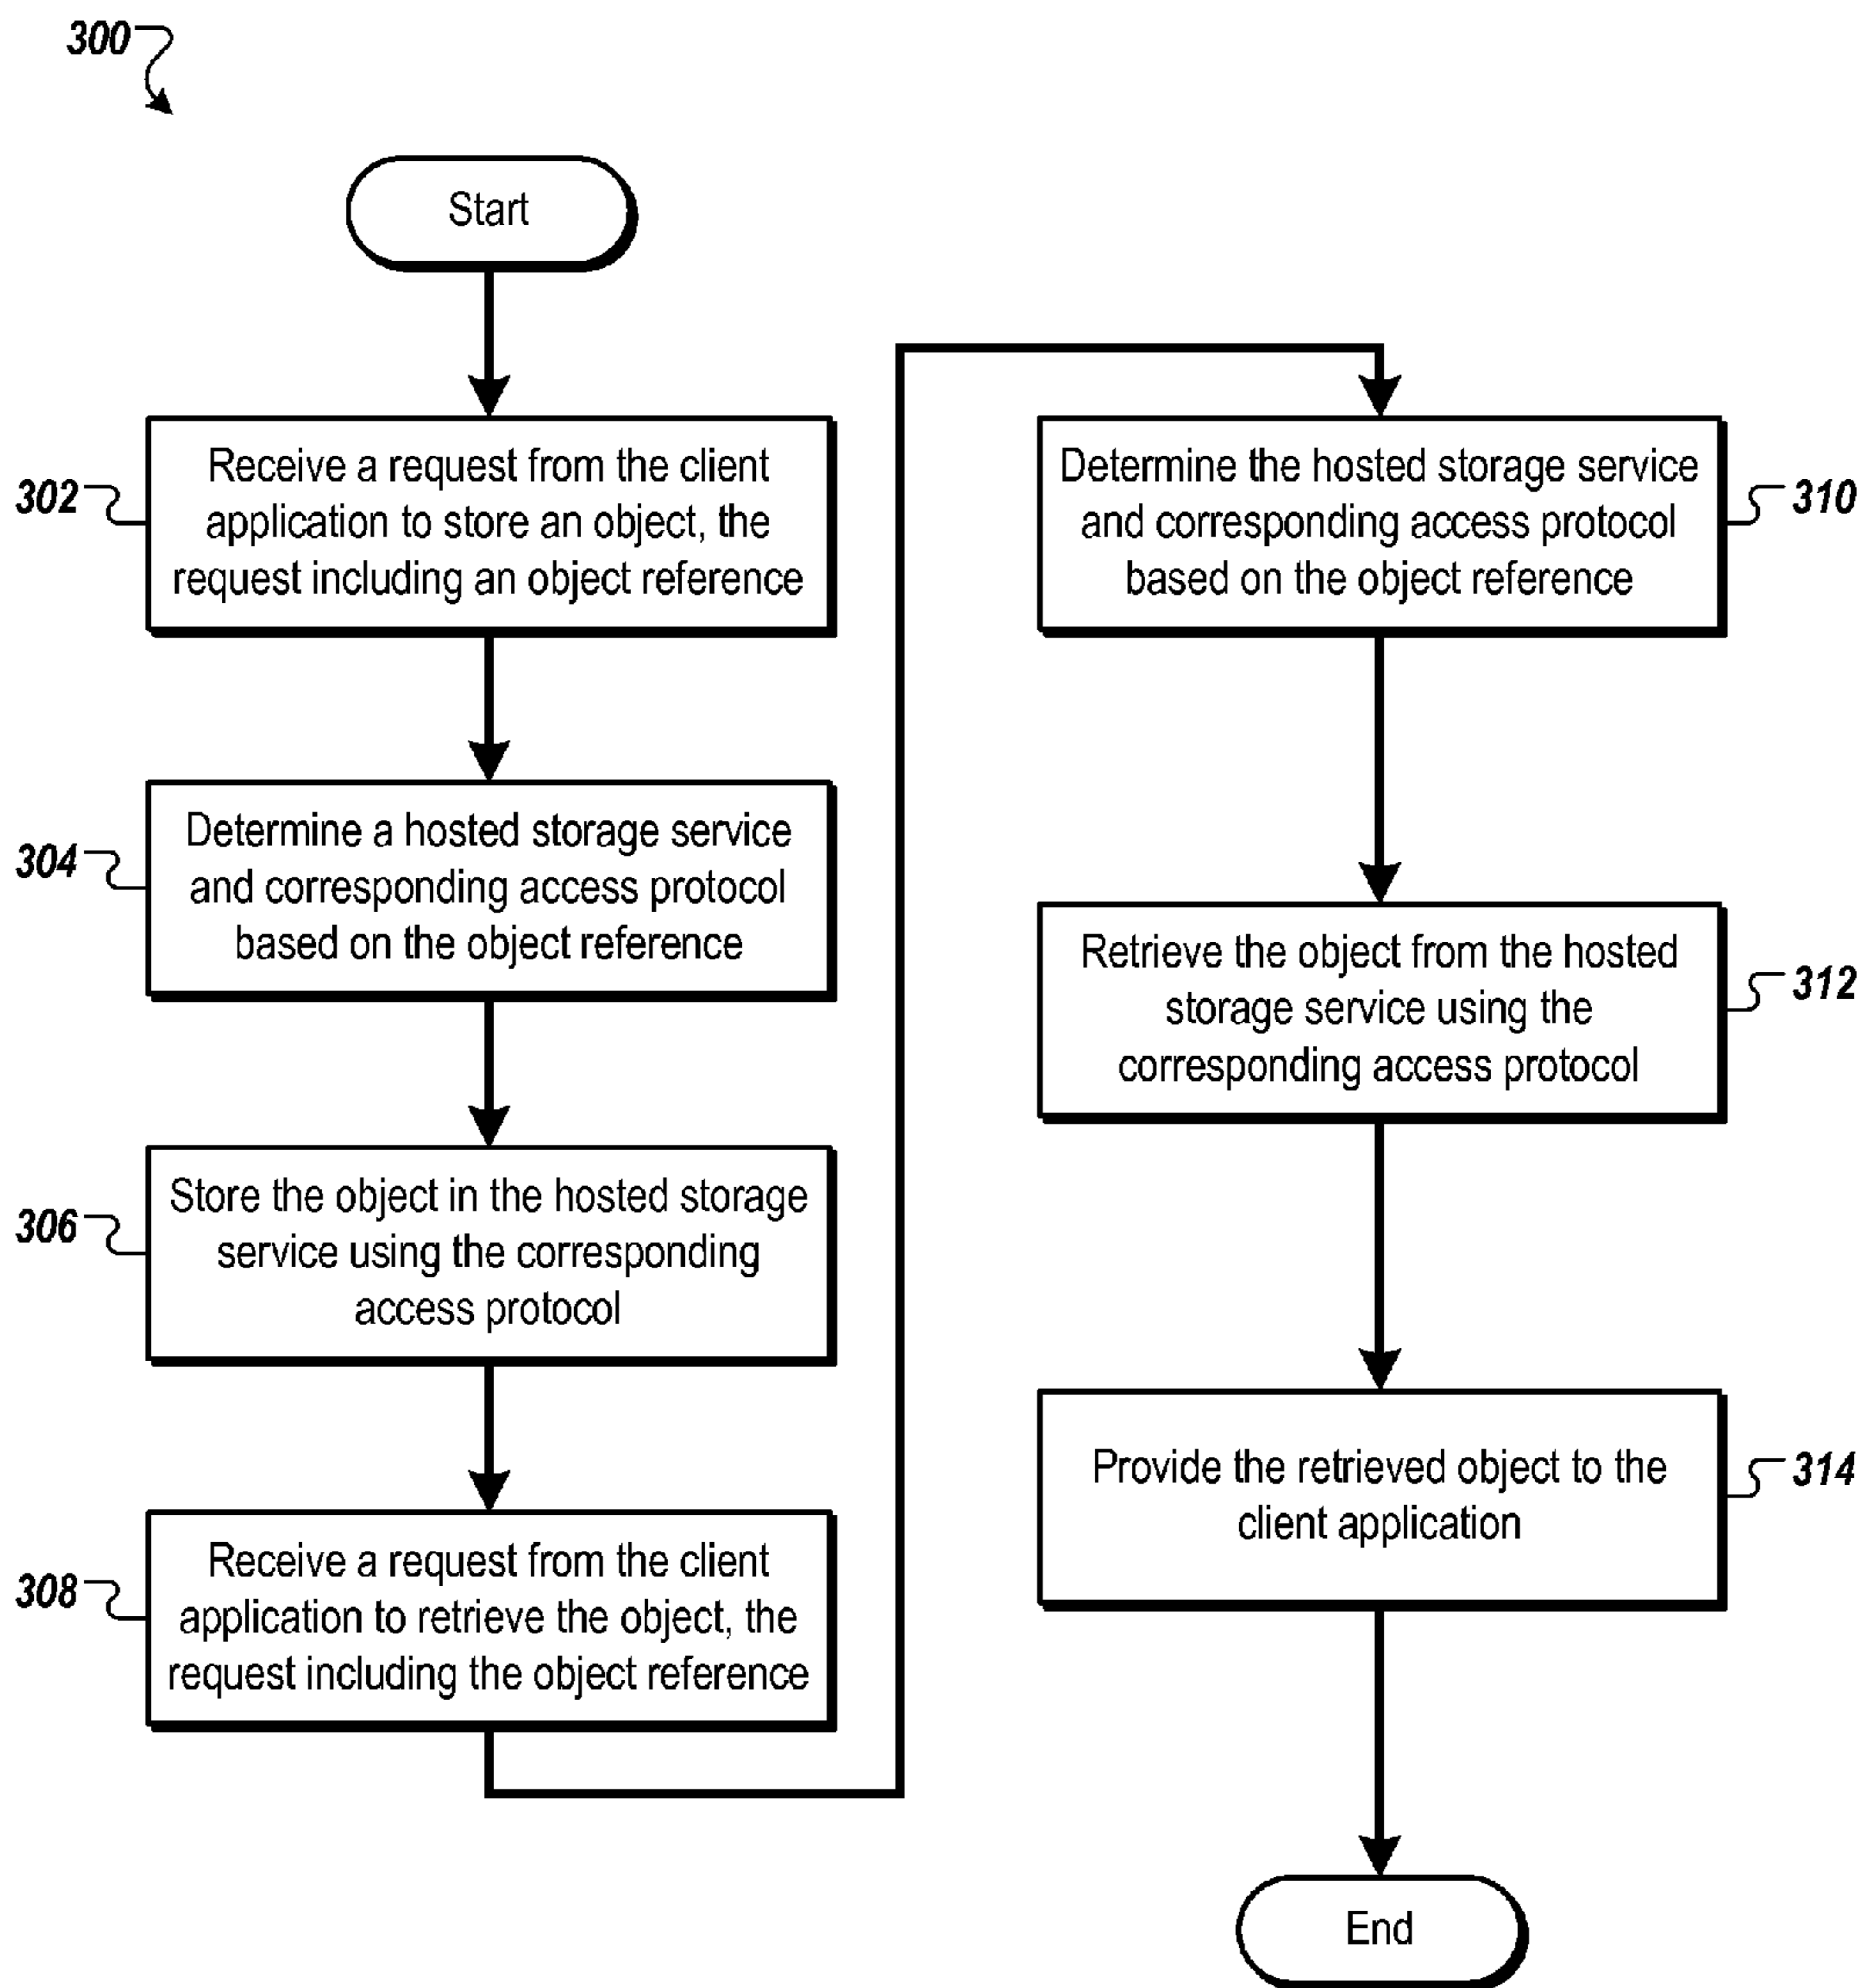 300
Start
302
Receive a request from the client
application to store an object, the
request including an object reference
304
Determine a hosted storage service
and corresponding access protocol
based on the object reference
306
Store the object in the hosted storage
service using the corresponding
access protocol
308
Receive a request from the client
application to retrieve the object, the
request including the object reference
Determine the hosted storage service
and corresponding access protocol
based on the object reference
310
Retrieve the object from the hosted
storage service using the
corresponding access protocol
312
Provide the retrieved object to the
client application
314
End